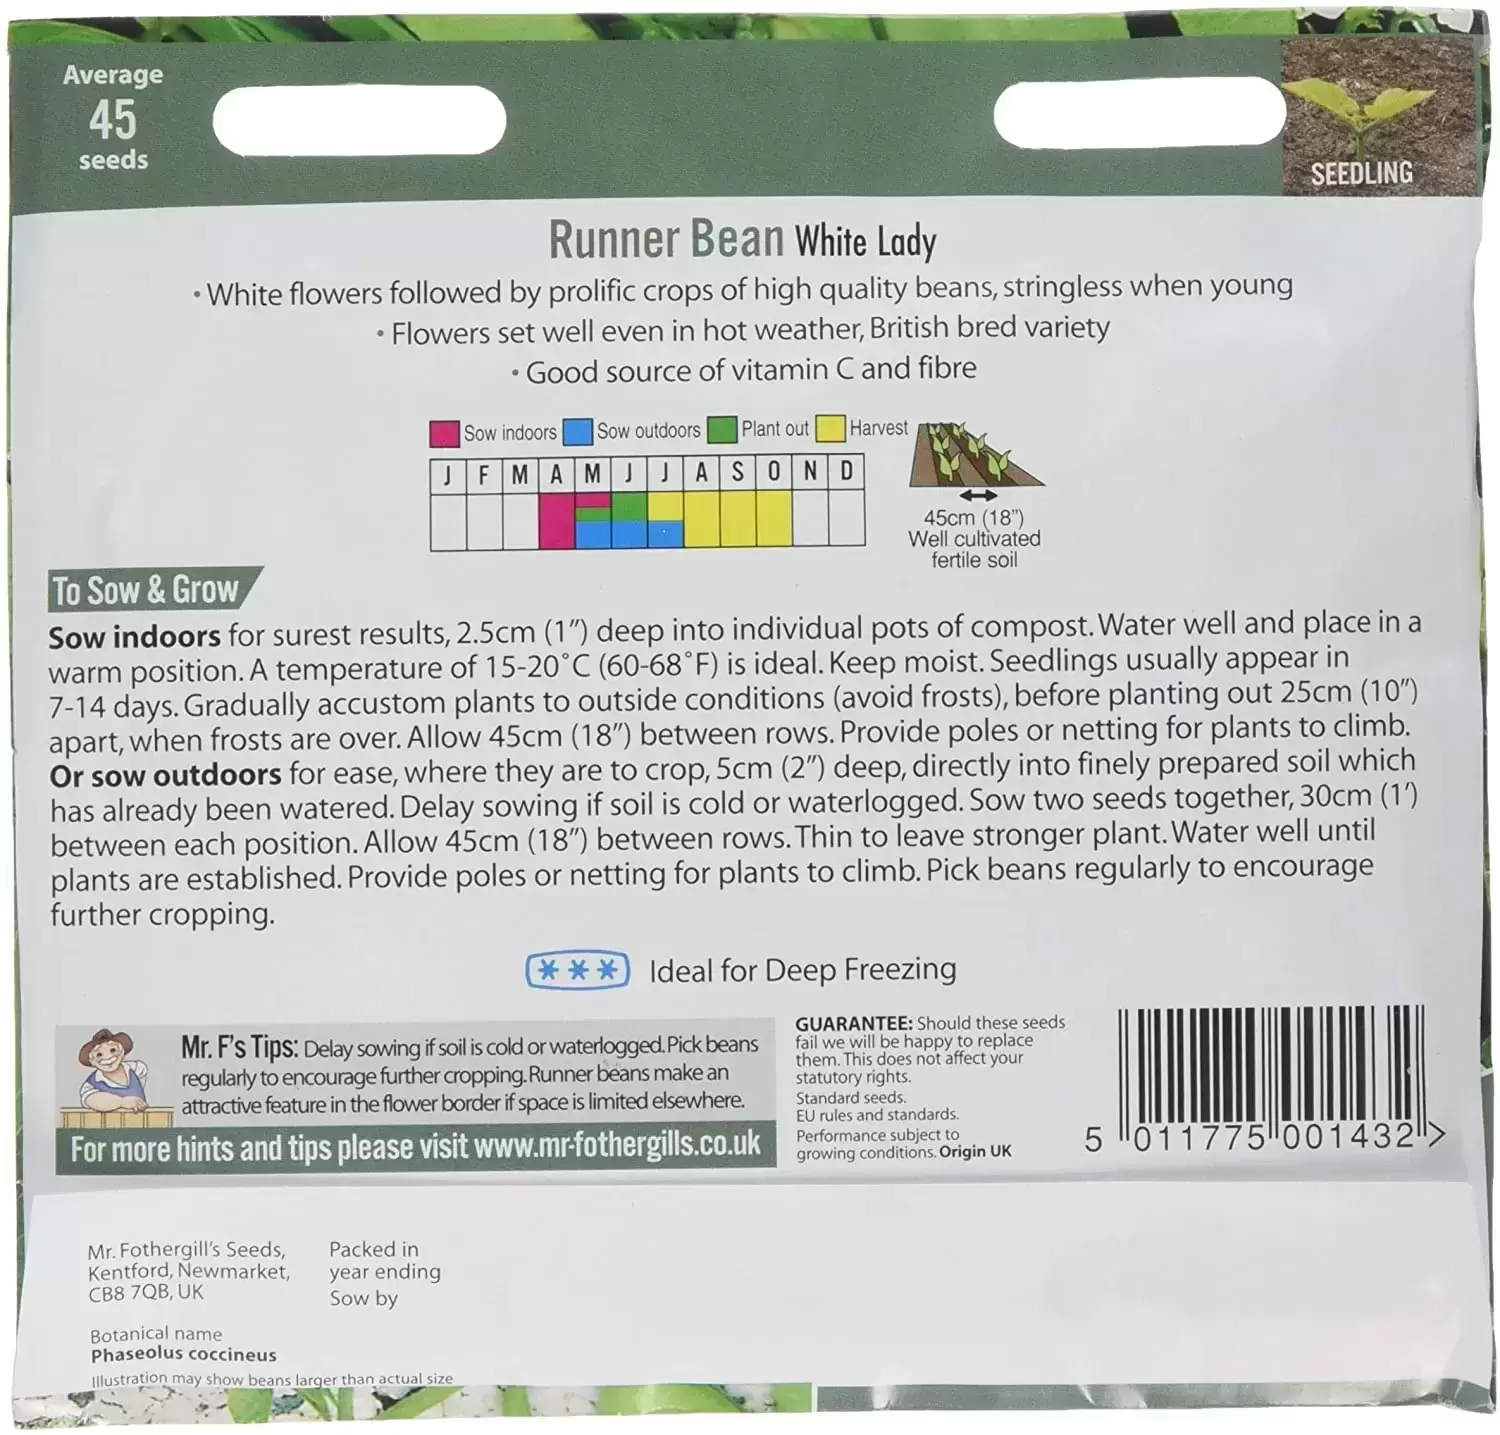 Average
45
seeds
SEEDLING
Runner Bean White Lady
• White flowers followed by prolific crops of high quality beans, stringless when young
• Flowers set well even in hot weather, British bred variety
• Good source of vitamin C and fibre
Sow indoors Sow outdoors Plant out Harvest
J F M A M J J A S O N D
45cm (18”)
Well cultivated
fertile soil
To Sow & Grow
Sow indoors for surest results, 2.5cm (1”) deep into individual pots of compost. Water well and place in a
warm position. A temperature of 15-20˚C (60-68˚F) is ideal. Keep moist. Seedlings usually appear in
7-14 days. Gradually accustom plants to outside conditions (avoid frosts), before planting out 25cm (10”)
apart, when frosts are over. Allow 45cm (18”) between rows. Provide poles or netting for plants to climb.
Or sow outdoors for ease, where they are to crop, 5cm (2”) deep, directly into finely prepared soil which
has already been watered. Delay sowing if soil is cold or waterlogged. Sow two seeds together, 30cm (1’)
between each position. Allow 45cm (18”) between rows. Thin to leave stronger plant. Water well until
plants are established. Provide poles or netting for plants to climb. Pick beans regularly to encourage
further cropping.
Ideal for Deep Freezing
Mr. F's Tips: Delay sowing if soil is cold or waterlogged. Pick beans
regularly to encourage further cropping. Runner beans make an
attractive feature in the flower border if space is limited elsewhere.
For more hints and tips please visit www.mr-fothergills.co.uk
GUARANTEE: Should these seeds
fail we will be happy to replace
them. This does not affect your
statutory rights.
Standard seeds.
EU rules and standards.
Performance subject to
growing conditions. Origin UK
5 011775 001432 >
Mr. Fothergill's Seeds,
Kentford, Newmarket,
CB8 7QB, UK
Packed in
year ending
Sow by
Botanical name
Phaseolus coccineus
Illustration may show beans larger than actual size